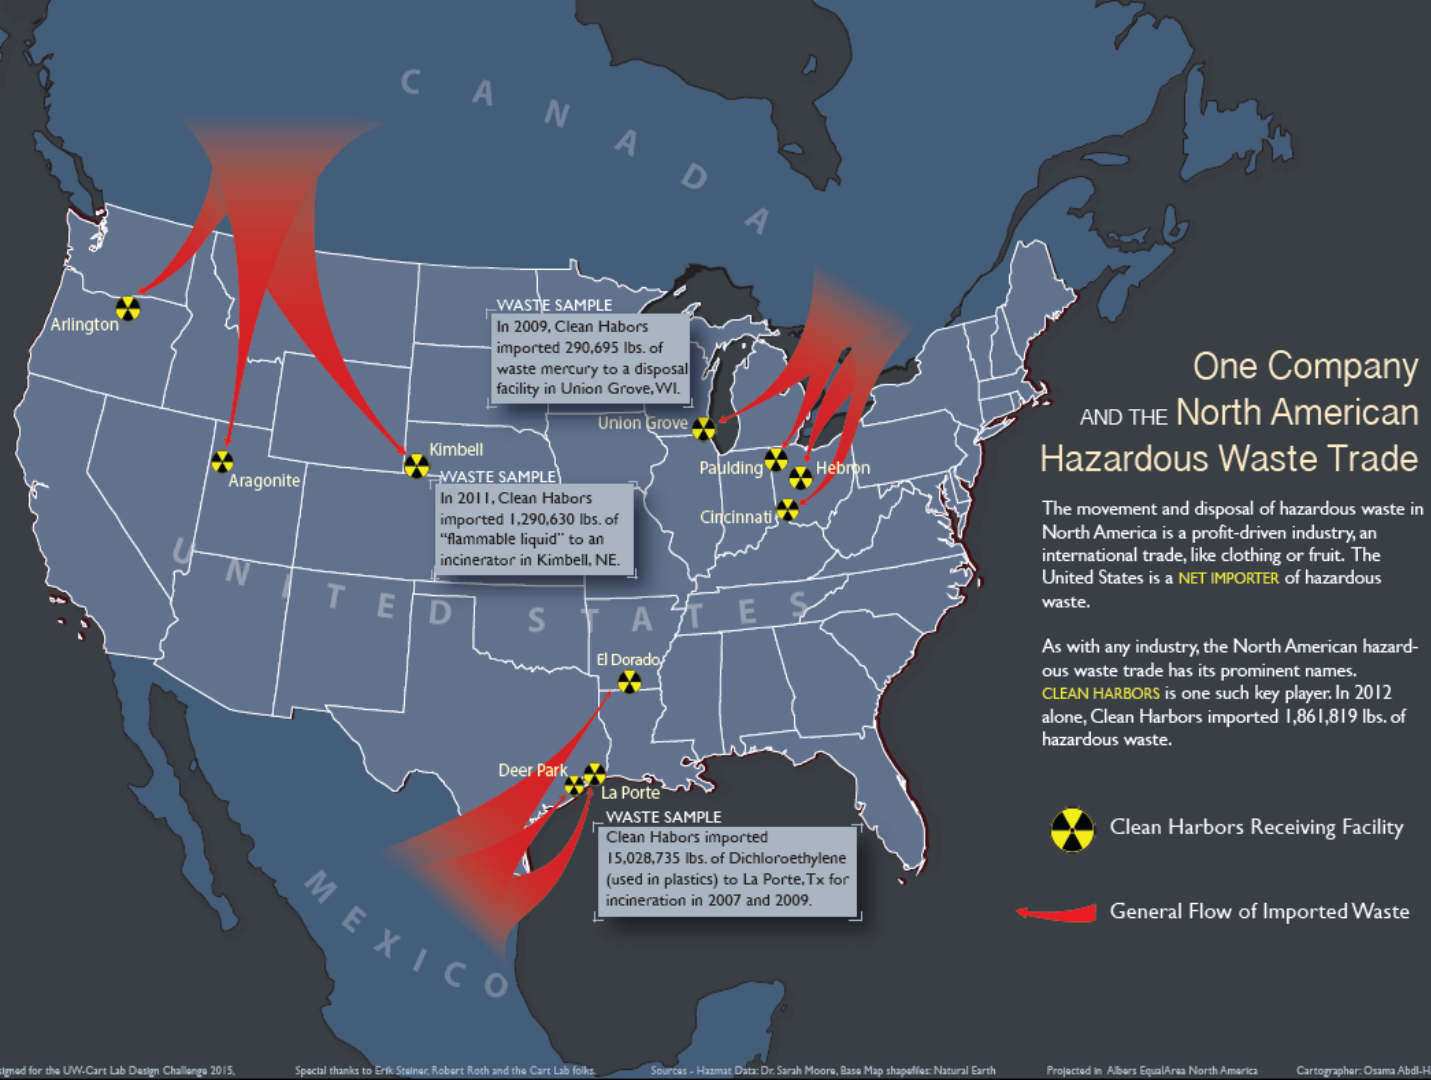 CANADA
WASTE SAMPLE
In 2009, Clean Habors
imported 290,695 lbs. of
waste mercury to a disposal
facility in Union Grove, WI.
Arlington
Union Grove
Kimbell
Aragonite
Paulding
Hebron
Cincinnati
WASTE SAMPLE
In 2011, Clean Habors
imported 1,290,630 lbs. of
"flammable liquid" to an
incinerator in Kimbell, NE.
UNITED STATES
El Dorado
Deer Park
La Porte
WASTE SAMPLE
Clean Habors imported
15,028,735 lbs. of Dichloroethylene
(used in plastics) to La Porte, Tx for
incineration in 2007 and 2009.
MEXICO
One Company
AND THE North American
Hazardous Waste Trade
The movement and disposal of hazardous waste in
North America is a profit-driven industry, an
international trade, like clothing or fruit. The
United States is a NET IMPORTER of hazardous
waste.
As with any industry, the North American hazard-
ous waste trade has its prominent names.
CLEAN HARBORS is one such key player. In 2012
alone, Clean Harbors imported 1,861,819 lbs. of
hazardous waste.
Clean Harbors Receiving Facility
General Flow of Imported Waste
signed for the UW-Cart Lab Design Challenge 2015,
Special thanks to Erik Steiner, Robert Roth and the Cart Lab folks.
Sources - Hazmat Data: Dr. Sarah Moore, Base Map shapefiles: Natural Earth
Projected in Albers EqualArea North America
Cartographer: Osama Abdl-H